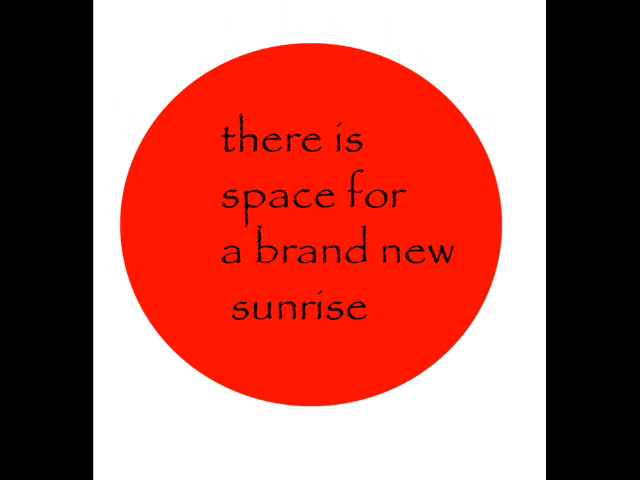 there is
space for
a brand new
sunrise